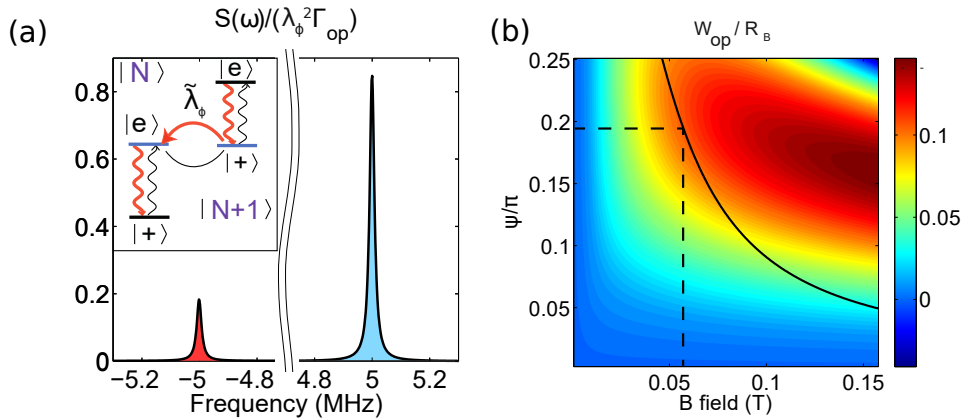 (a)
S(ω)/(λ_ϕ²Γ_op)
0.8
0.6
0.4
0.2
0
|N⟩
|e⟩
λ̃_ϕ
|e⟩
|+⟩
|+⟩
|N+1⟩
−5.2 −5 −4.8 4.8 5 5.2
Frequency (MHz)
(b)
W_op / R_B
0.25
0.2
0.15
0.1
0.05
ψ/π
0.05 0.1 0.15
B field (T)
0.1
0.05
0